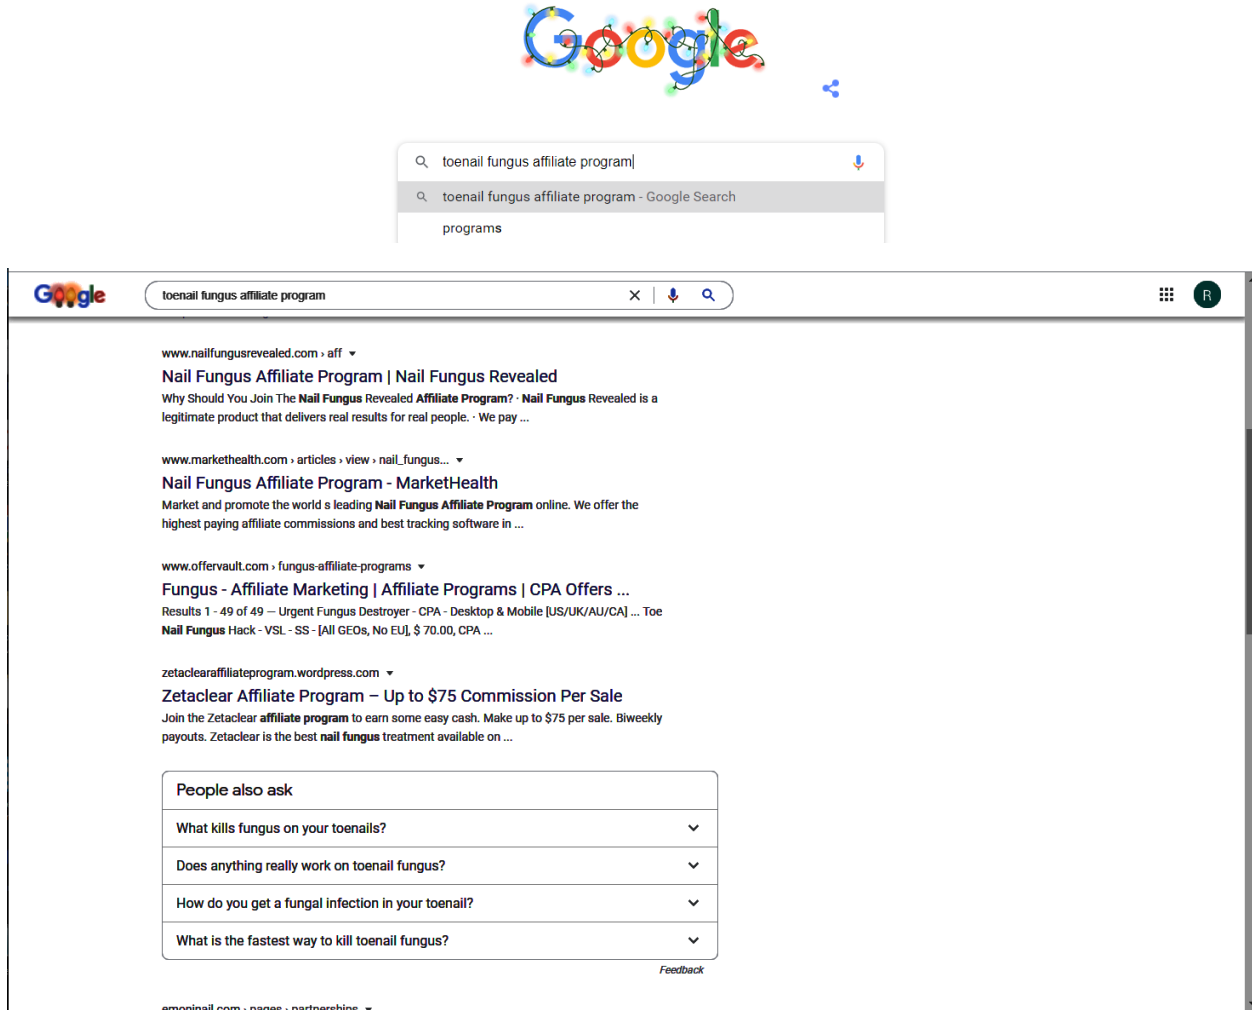 Google
toenail fungus affiliate program
toenail fungus affiliate program - Google Search
programs
Google
toenail fungus affiliate program
R
www.nailfungusrevealed.com › aff
Nail Fungus Affiliate Program | Nail Fungus Revealed
Why Should You Join The Nail Fungus Revealed Affiliate Program? · Nail Fungus Revealed is a
legitimate product that delivers real results for real people. · We pay ...
www.markethealth.com › articles › view › nail_fungus...
Nail Fungus Affiliate Program - MarketHealth
Market and promote the world s leading Nail Fungus Affiliate Program online. We offer the
highest paying affiliate commissions and best tracking software in ...
www.offervault.com › fungus-affiliate-programs
Fungus - Affiliate Marketing | Affiliate Programs | CPA Offers ...
Results 1 - 49 of 49 — Urgent Fungus Destroyer - CPA - Desktop & Mobile [US/UK/AU/CA] ... Toe
Nail Fungus Hack - VSL - SS - [All GEOs, No EU], $ 70.00, CPA ...
zetaclearaffiliateprogram.wordpress.com
Zetaclear Affiliate Program – Up to $75 Commission Per Sale
Join the Zetaclear affiliate program to earn some easy cash. Make up to $75 per sale. Biweekly
payouts. Zetaclear is the best nail fungus treatment available on ...
People also ask
What kills fungus on your toenails?
Does anything really work on toenail fungus?
How do you get a fungal infection in your toenail?
What is the fastest way to kill toenail fungus?
Feedback
emoninail.com › pages › partnerships